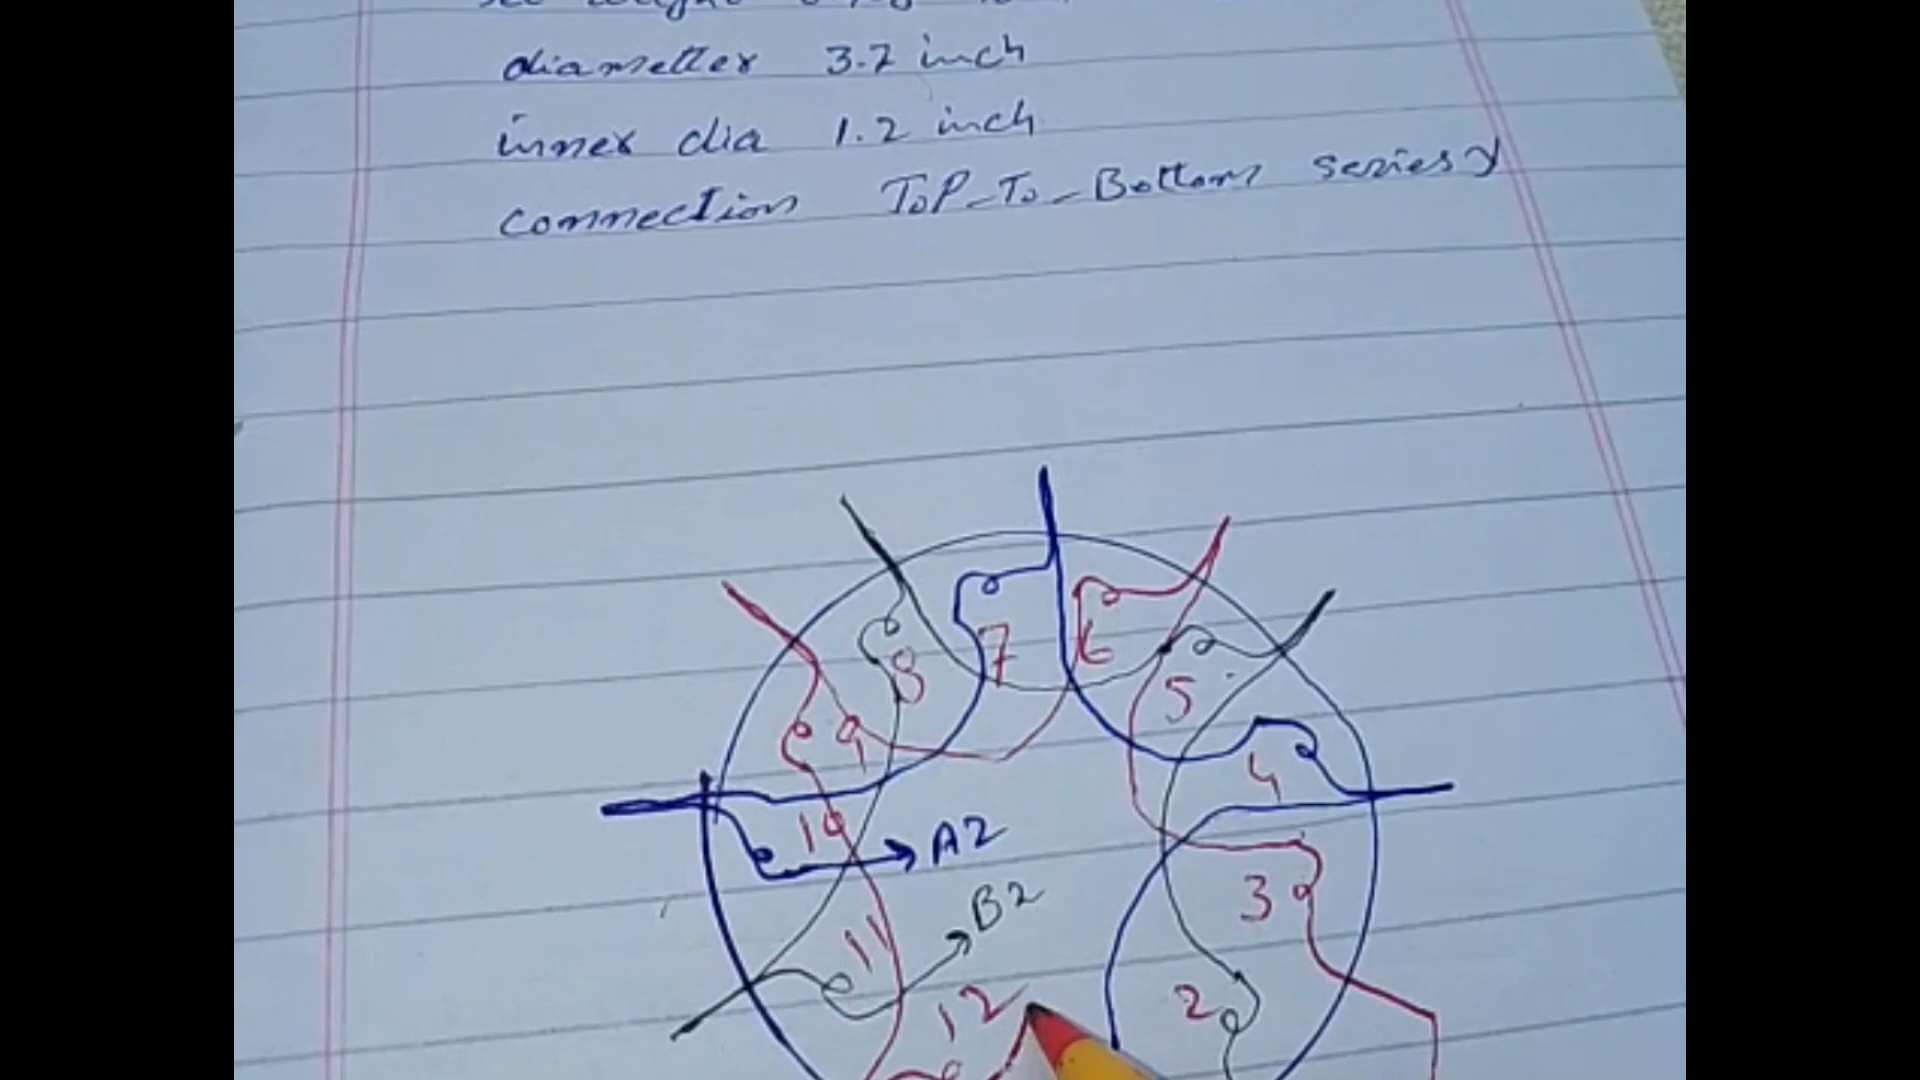 diametter 3.2 inch
inner dia 1.2 inch
connection ToP-To-Bottom series Y
7
6
8
5
9
4
10
A2
3
B2
11
12
2